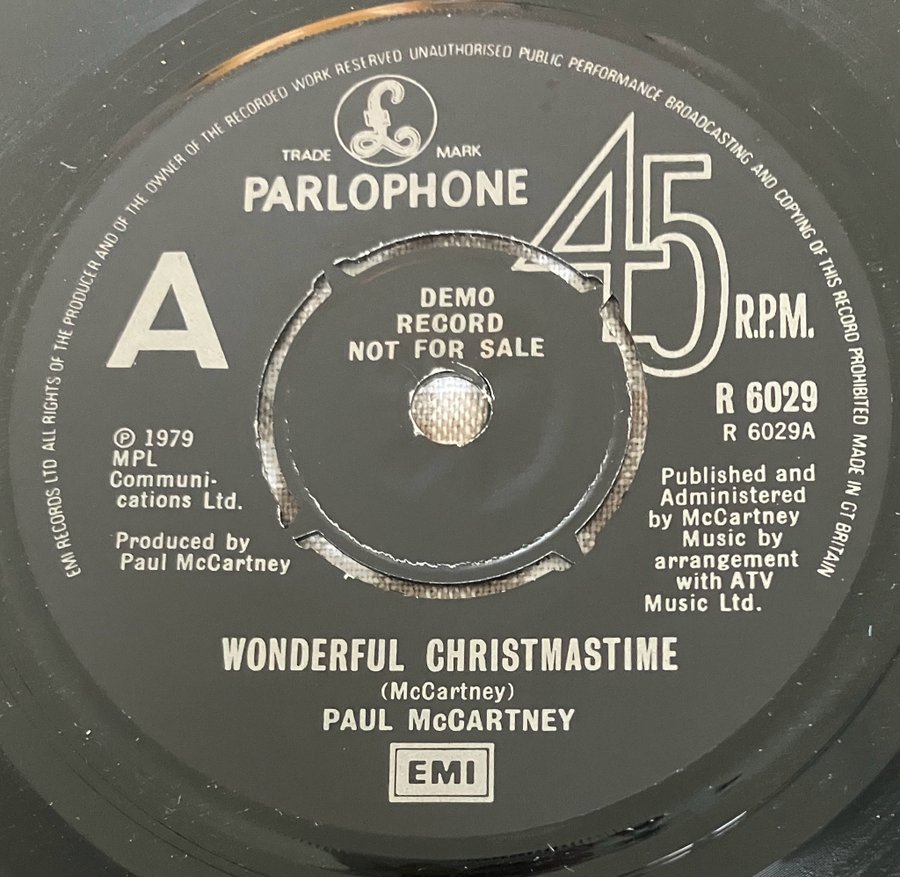 EMI RECORDS LTD ALL RIGHTS OF THE PRODUCER AND OF THE OWNER OF THE RECORDED WORK RESERVED UNAUTHORISED PUBLIC PERFORMANCE BROADCASTING AND COPYING OF THIS RECORD PROHIBITED MADE IN GT BRITAIN
£
TRADE MARK
PARLOPHONE
45
R.P.M.
A
DEMO
RECORD
NOT FOR SALE
R 6029
R 6029A
℗ 1979
MPL
Communi-
cations Ltd.
Produced by
Paul McCartney
Published and
Administered
by McCartney
Music by
arrangement
with ATV
Music Ltd.
WONDERFUL CHRISTMASTIME
(McCartney)
PAUL McCARTNEY
EMI